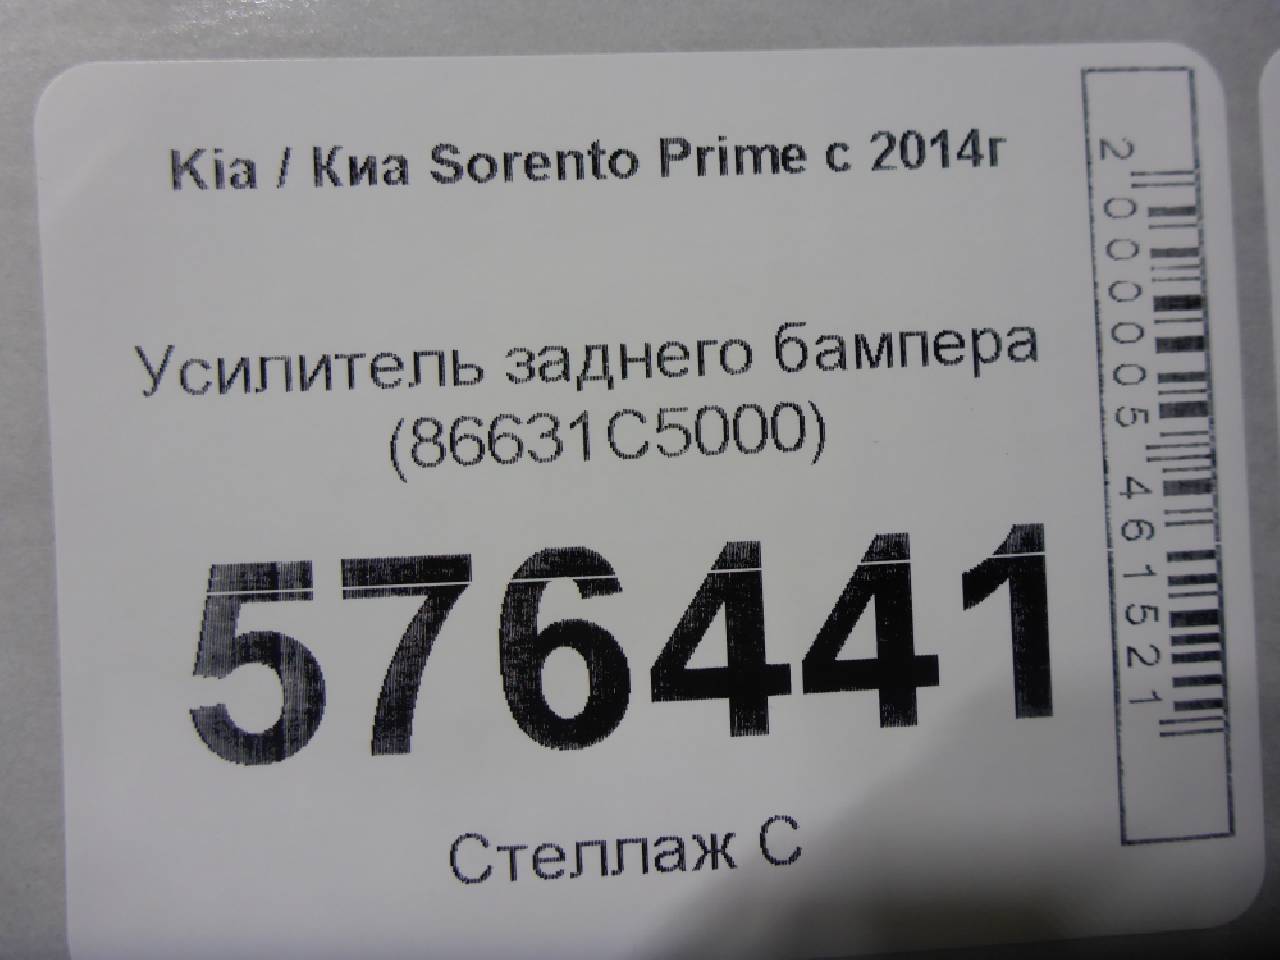 Kia / Киа Sorento Prime с 2014г
Усилитель заднего бампера
(86631C5000)
576441
Стеллаж С
2000005461521